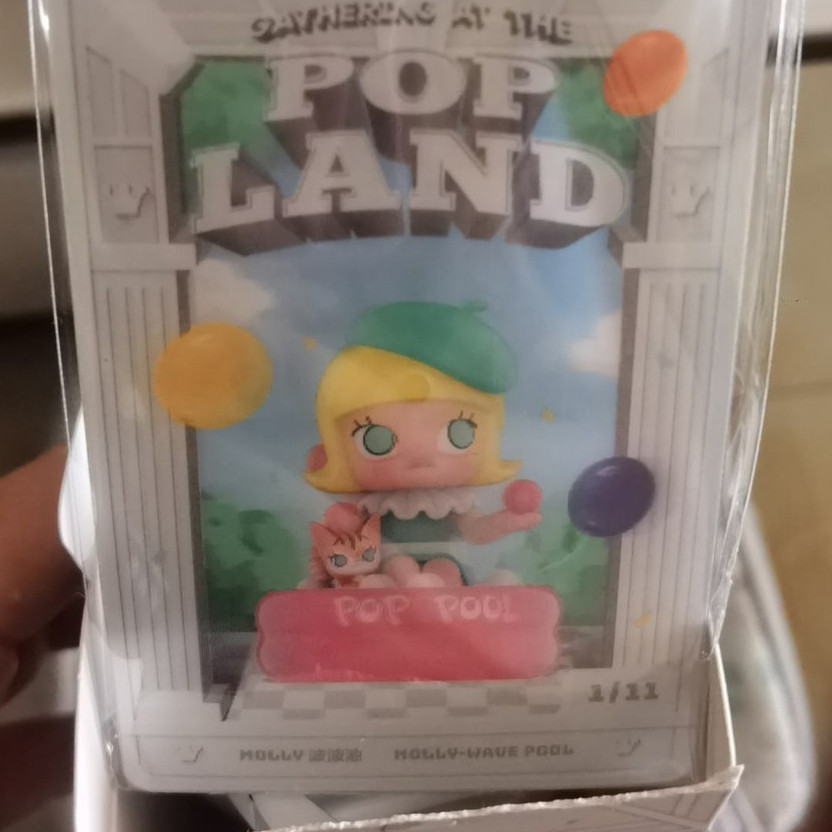 GATHERING AT THE
POP
LAND
POP POOL
1/11
MOLLY 波波池 MOLLY-WAVE POOL